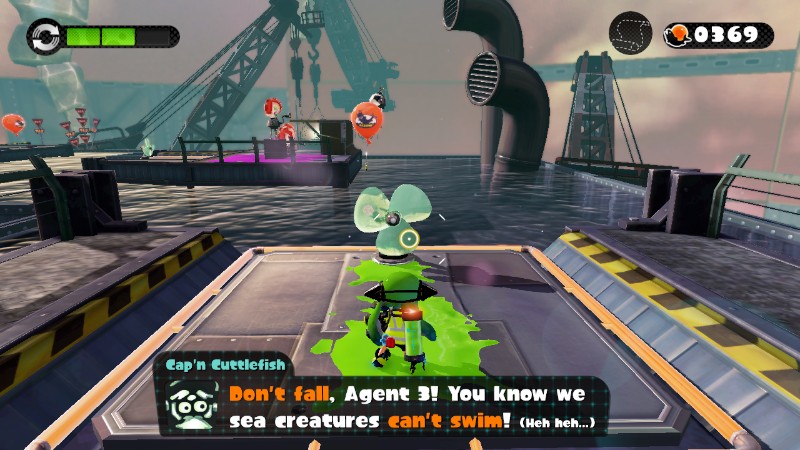 0369
Cap'n Cuttlefish
Don't fall, Agent 3! You know we
sea creatures can't swim! (Heh heh...)